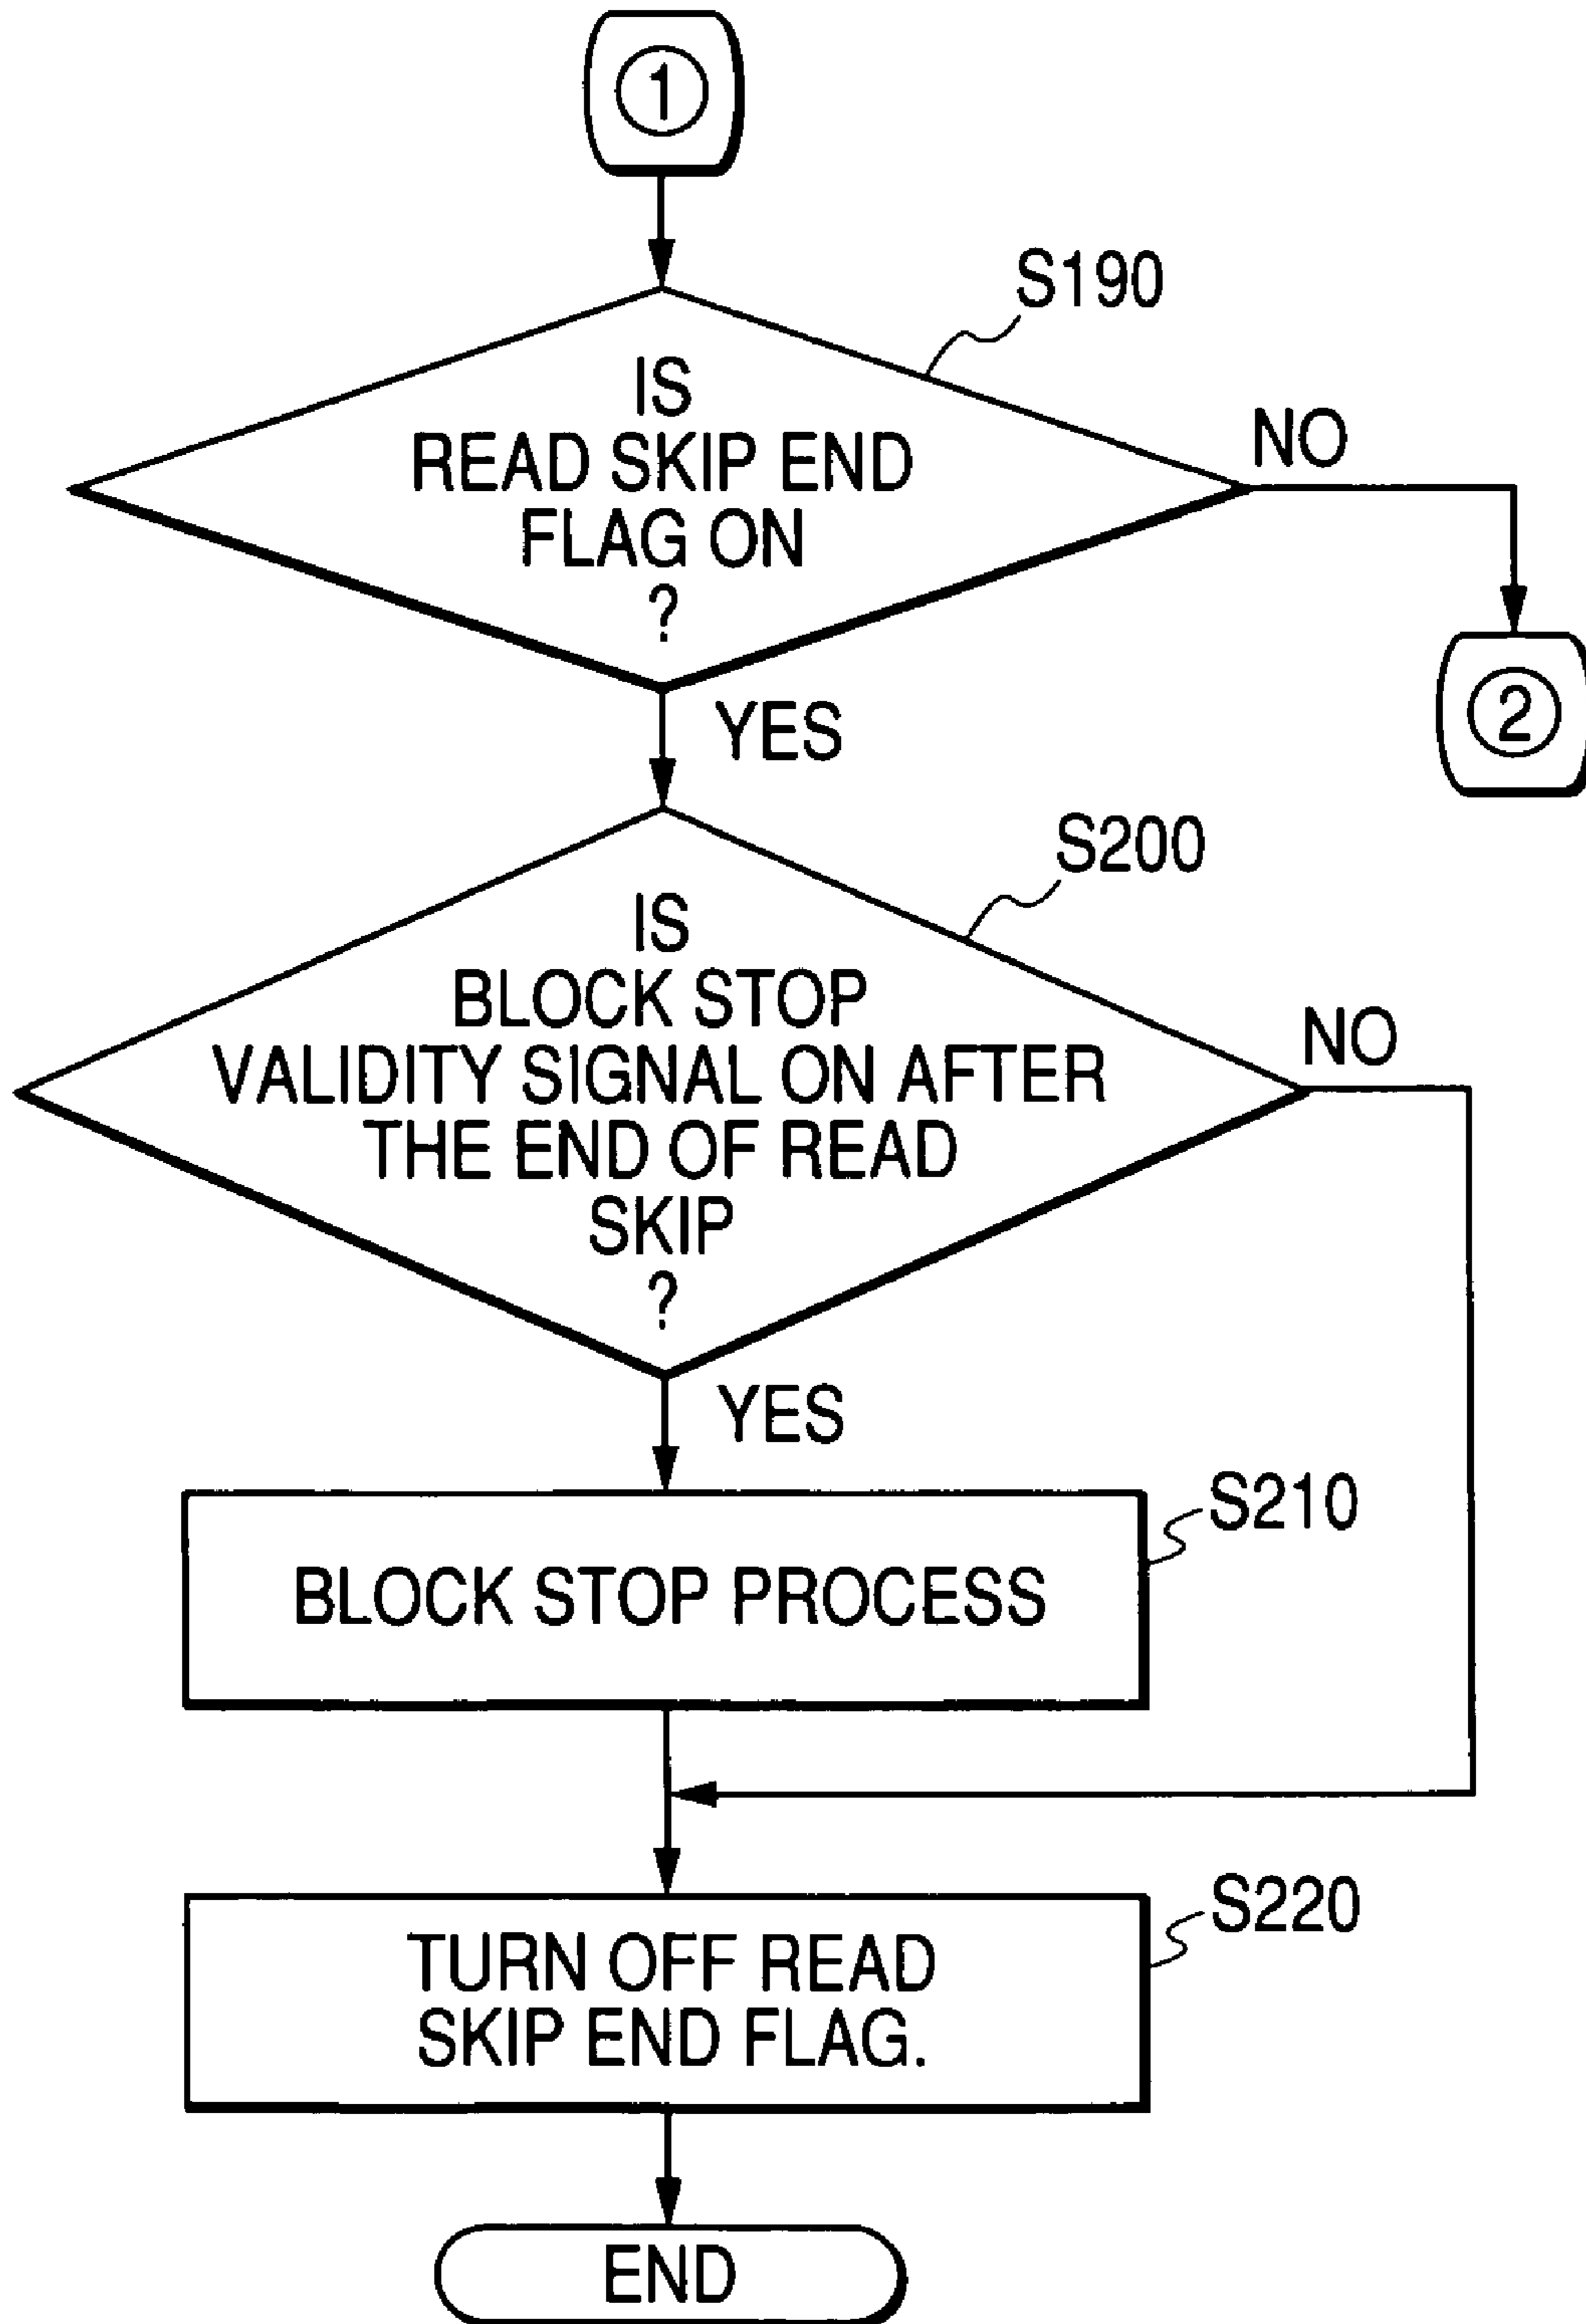 ①
S190
IS
READ SKIP END
FLAG ON
?
NO
②
YES
S200
IS
BLOCK STOP
VALIDITY SIGNAL ON AFTER
THE END OF READ
SKIP
?
NO
YES
S210
BLOCK STOP PROCESS
S220
TURN OFF READ
SKIP END FLAG.
END